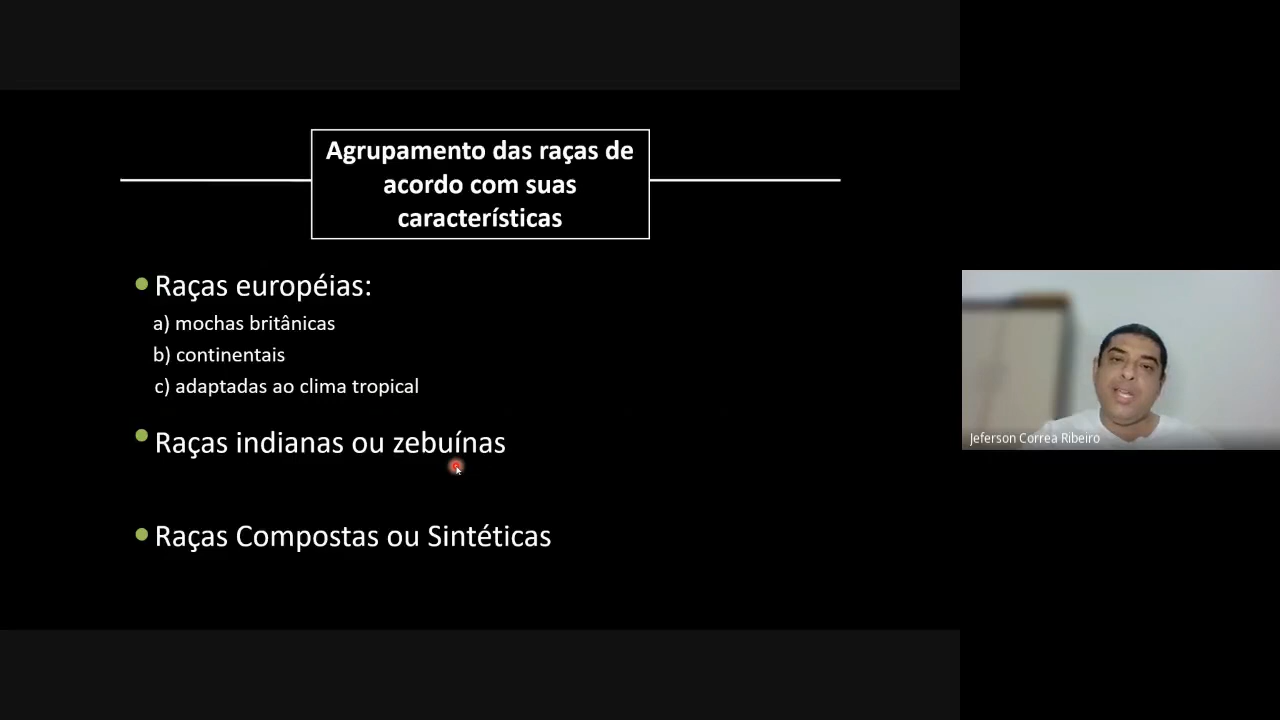 Agrupamento das raças de
acordo com suas
características
Raças européias:
a) mochas britânicas
b) continentais
c) adaptadas ao clima tropical
Raças indianas ou zebuínas
Raças Compostas ou Sintéticas
Jeferson Correa Ribeiro